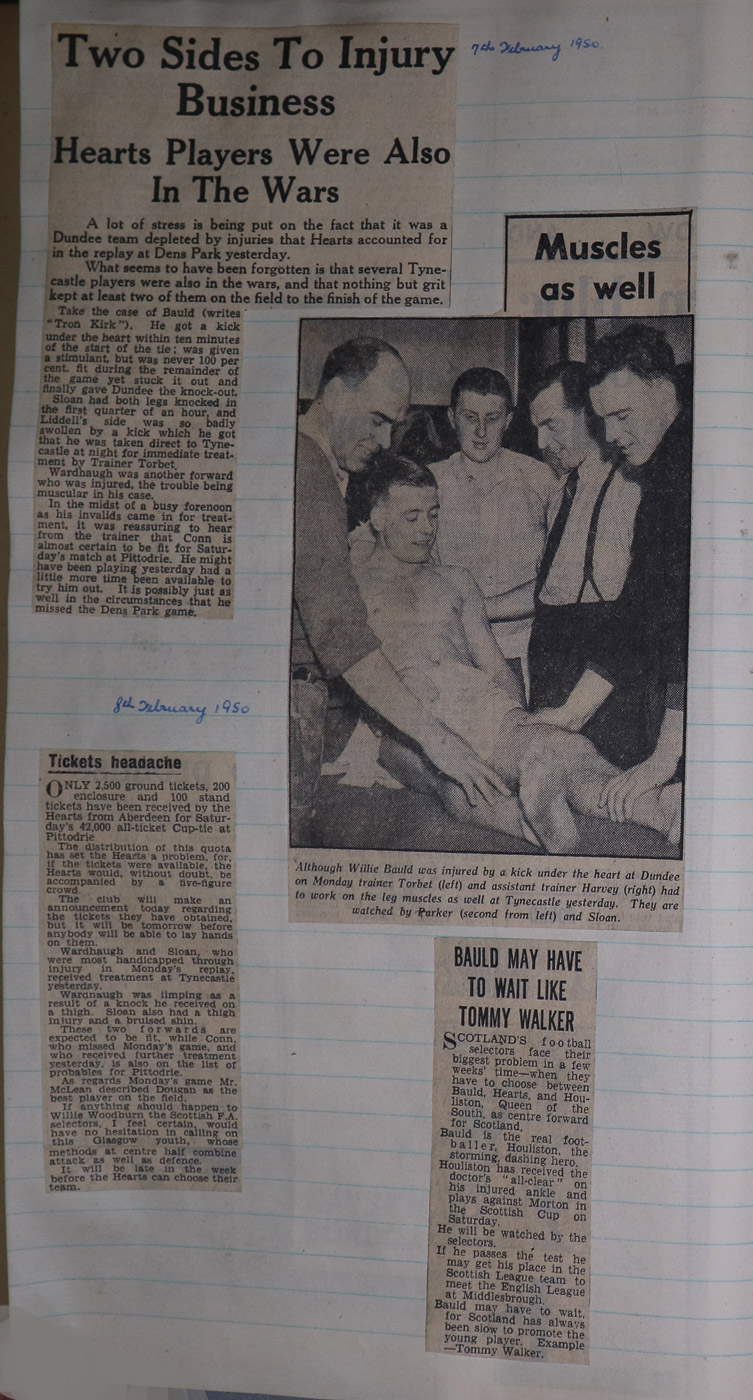 7th February 1950.
Two Sides To Injury
Business
Hearts Players Were Also
In The Wars
A lot of stress is being put on the fact that it was a
Dundee team depleted by injuries that Hearts accounted for
in the replay at Dens Park yesterday.
What seems to have been forgotten is that several Tyne-
castle players were also in the wars, and that nothing but grit
kept at least two of them on the field to the finish of the game.
Take the case of Bauld (writes
"Tron Kirk"). He got a kick
under the heart within ten minutes
of the start of the tie; was given
a stimulant, but was never 100 per
cent. fit during the remainder of
the game yet stuck it out and
finally gave Dundee the knock-out.
Sloan had both legs knocked in
the first quarter of an hour, and
Liddell's side was so badly
swollen by a kick which he got
that he was taken direct to Tyne-
castle at night for immediate treat-
ment by Trainer Torbet.
Wardhaugh was another forward
who was injured, the trouble being
muscular in his case.
In the midst of a busy forenoon
as his invalids came in for treat-
ment, it was reassuring to hear
from the trainer that Conn is
almost certain to be fit for Satur-
day's match at Pittodrie. He might
have been playing yesterday had a
little more time been available to
try him out. It is possibly just as
well in the circumstances that he
missed the Dens Park game.
Muscles
as well
Although Willie Bauld was injured by a kick under the heart at Dundee
on Monday trainer Torbet (left) and assistant trainer Harvey (right) had
to work on the leg muscles as well at Tynecastle yesterday. They are
watched by Parker (second from left) and Sloan.
8th February 1950
Tickets headache
ONLY 2,500 ground tickets, 200
enclosure and 100 stand
tickets have been received by the
Hearts from Aberdeen for Satur-
day's 42,000 all-ticket Cup-tie at
Pittodrie.
The distribution of this quota
has set the Hearts a problem, for,
if the tickets were available, the
Hearts would, without doubt, be
accompanied by a five-figure
crowd.
The club will make an
announcement today regarding
the tickets they have obtained,
but it will be tomorrow before
anybody will be able to lay hands
on them.
Wardhaugh and Sloan, who
were most handicapped through
injury in Monday's replay,
received treatment at Tynecastle
yesterday.
Wardhaugh was limping as a
result of a knock he received on
a thigh. Sloan also had a thigh
injury and a bruised shin.
These two forwards are
expected to be fit, while Conn,
who missed Monday's game, and
who received further treatment
yesterday, is also on the list of
probables for Pittodrie.
As regards Monday's game Mr.
McLean described Dougan as the
best player on the field.
If anything should happen to
Willie Woodburn the Scottish F.A.
selectors, I feel certain, would
have no hesitation in calling on
this Glasgow youth, whose
methods at centre half combine
attack as well as defence.
It will be late in the week
before the Hearts can choose their
team.
BAULD MAY HAVE
TO WAIT LIKE
TOMMY WALKER
SCOTLAND'S football
selectors face their
biggest problem in a few
weeks' time—when they
have to choose between
Bauld, Hearts, and Hou-
liston, Queen of the
South, as centre forward
for Scotland.
Bauld is the real foot-
baller, Houliston, the
storming, dashing hero.
Houliston has received the
doctor's "all-clear" on
his injured ankle and
plays against Morton in
the Scottish Cup on
Saturday.
He will be watched by the
selectors.
If he passes the test he
may get his place in the
Scottish League team to
meet the English League
at Middlesbrough.
Bauld may have to wait,
for Scotland has always
been slow to promote the
young player. Example
—Tommy Walker.